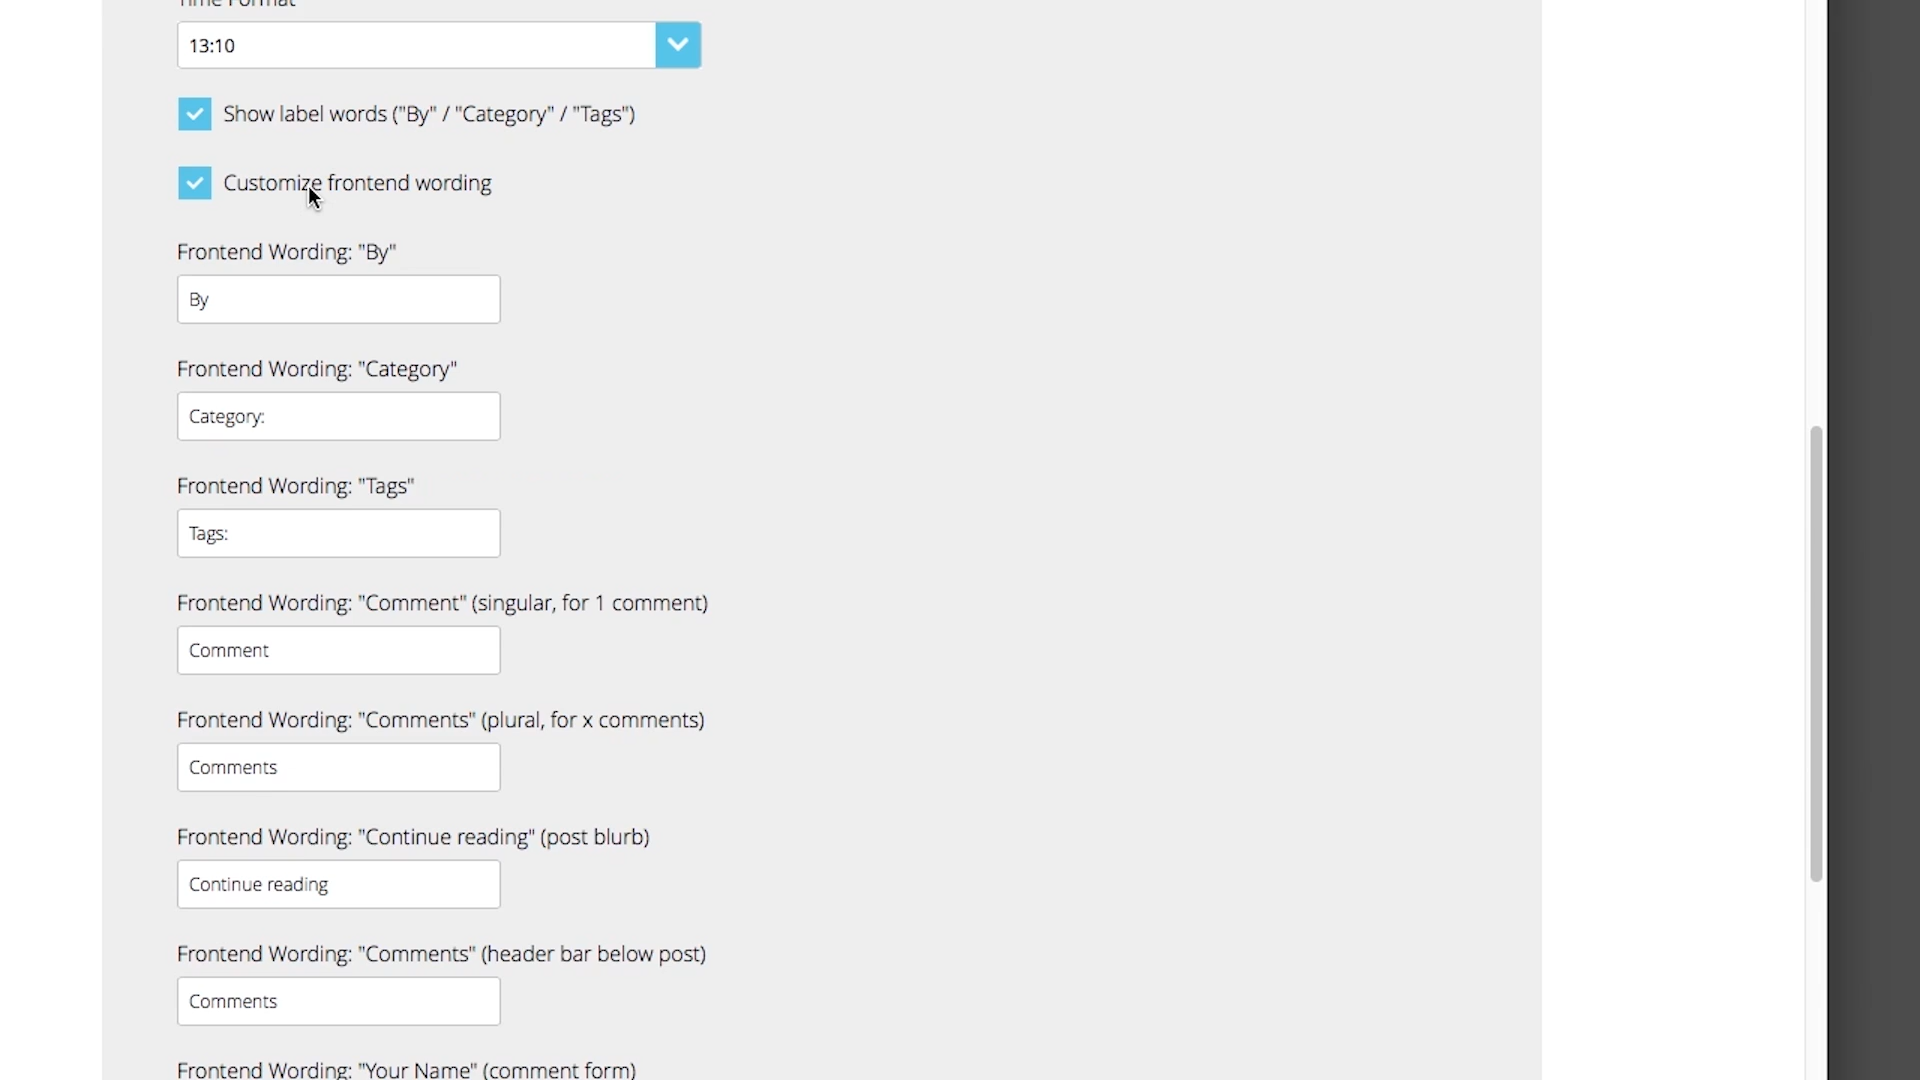 Time Format
13:10
Show label words ("By" / "Category" / "Tags")
Customize frontend wording
Frontend Wording: "By"
By
Frontend Wording: "Category"
Category:
Frontend Wording: "Tags"
Tags:
Frontend Wording: "Comment" (singular, for 1 comment)
Comment
Frontend Wording: "Comments" (plural, for x comments)
Comments
Frontend Wording: "Continue reading" (post blurb)
Continue reading
Frontend Wording: "Comments" (header bar below post)
Comments
Frontend Wording: "Your Name" (comment form)